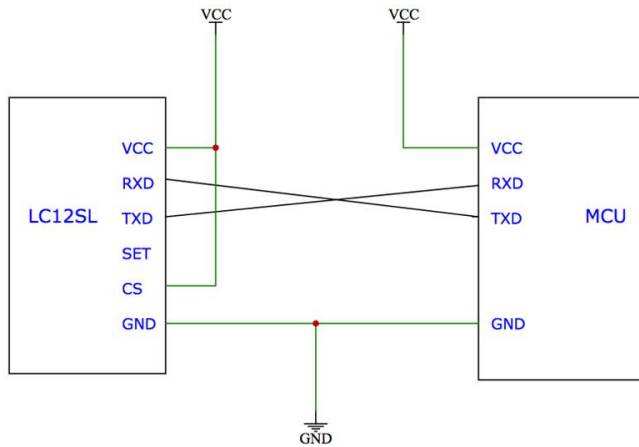 VCC
VCC
LC12SL
VCC
RXD
TXD
SET
CS
GND
VCC
RXD
TXD
GND
MCU
GND